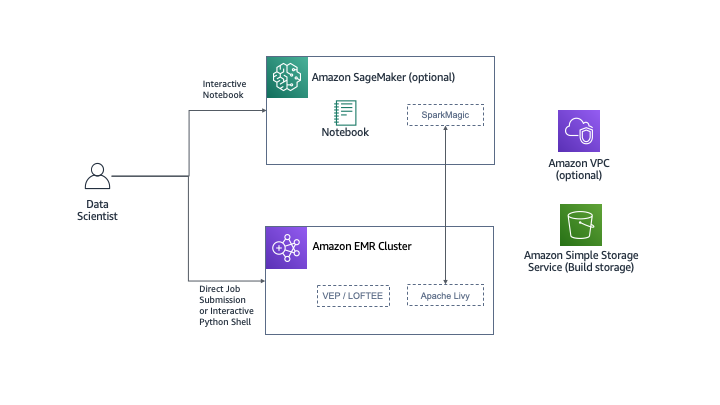 Interactive
Notebook
Amazon SageMaker (optional)
Notebook
SparkMagic
Data
Scientist
Amazon VPC
(optional)
Amazon EMR Cluster
VEP / LOFTEE
Apache Livy
Direct Job
Submission
or Interactive
Python Shell
Amazon Simple Storage
Service (Build storage)